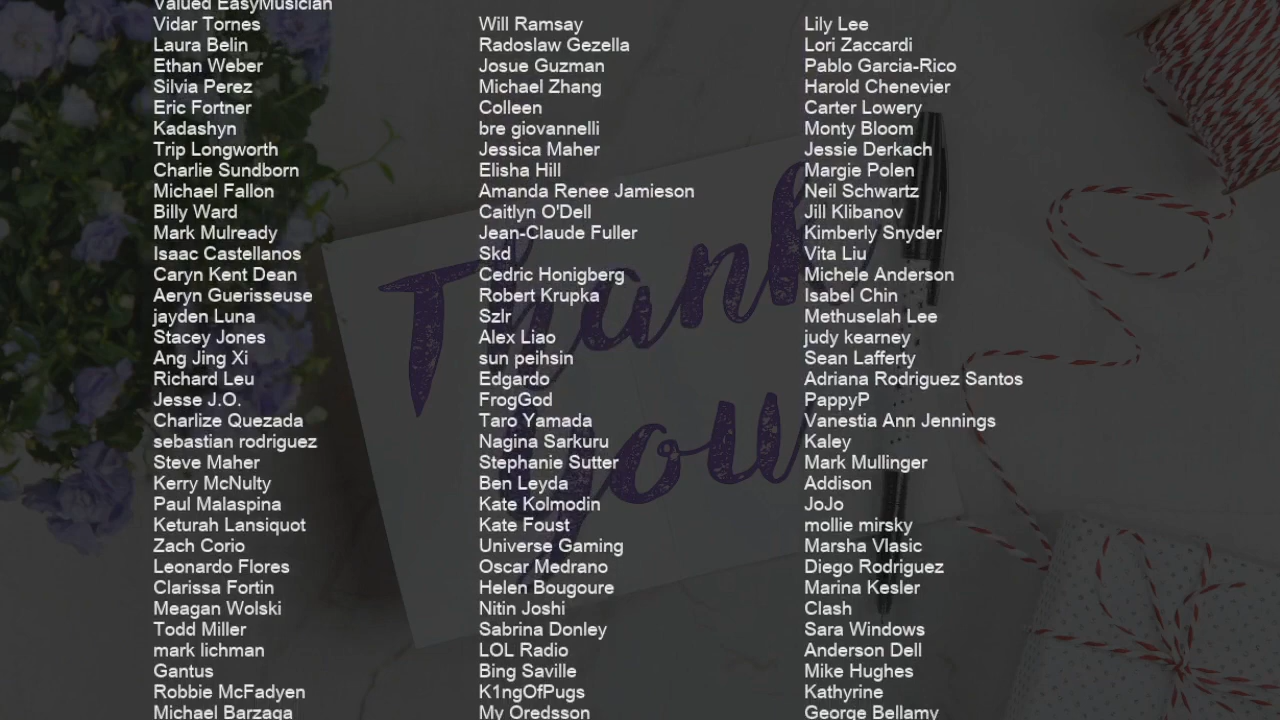 Valued EasyMusician
Vidar Tornes
Laura Belin
Ethan Weber
Silvia Perez
Eric Fortner
Kadashyn
Trip Longworth
Charlie Sundborn
Michael Fallon
Billy Ward
Mark Mulready
Isaac Castellanos
Caryn Kent Dean
Aeryn Guerisseuse
jayden Luna
Stacey Jones
Ang Jing Xi
Richard Leu
Jesse J.O.
Charlize Quezada
sebastian rodriguez
Steve Maher
Kerry McNulty
Paul Malaspina
Keturah Lansiquot
Zach Corio
Leonardo Flores
Clarissa Fortin
Meagan Wolski
Todd Miller
mark lichman
Gantus
Robbie McFadyen
Michael Barzaga
Will Ramsay
Radoslaw Gezella
Josue Guzman
Michael Zhang
Colleen
bre giovannelli
Jessica Maher
Elisha Hill
Amanda Renee Jamieson
Caitlyn O'Dell
Jean-Claude Fuller
Skd
Cedric Honigberg
Robert Krupka
Szlr
Alex Liao
sun peihsin
Edgardo
FrogGod
Taro Yamada
Nagina Sarkuru
Stephanie Sutter
Ben Leyda
Kate Kolmodin
Kate Foust
Universe Gaming
Oscar Medrano
Helen Bougoure
Nitin Joshi
Sabrina Donley
LOL Radio
Bing Saville
K1ngOfPugs
My Oredsson
Lily Lee
Lori Zaccardi
Pablo Garcia-Rico
Harold Chenevier
Carter Lowery
Monty Bloom
Jessie Derkach
Margie Polen
Neil Schwartz
Jill Klibanov
Kimberly Snyder
Vita Liu
Michele Anderson
Isabel Chin
Methuselah Lee
judy kearney
Sean Lafferty
Adriana Rodriguez Santos
PappyP
Vanestia Ann Jennings
Kaley
Mark Mullinger
Addison
JoJo
mollie mirsky
Marsha Vlasic
Diego Rodriguez
Marina Kesler
Clash
Sara Windows
Anderson Dell
Mike Hughes
Kathyrine
George Bellamy
Thank
you